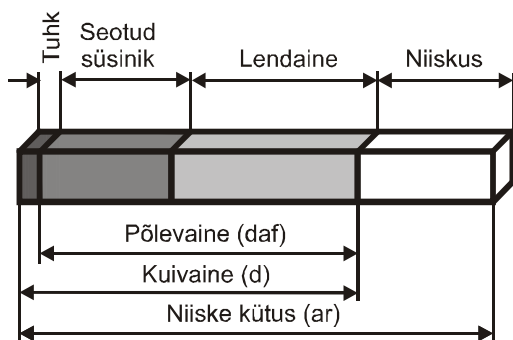 Tuhk
Seotud
süsinik
Lendaine
Niiskus
Põlevaine (daf)
Kuivaine (d)
Niiske kütus (ar)